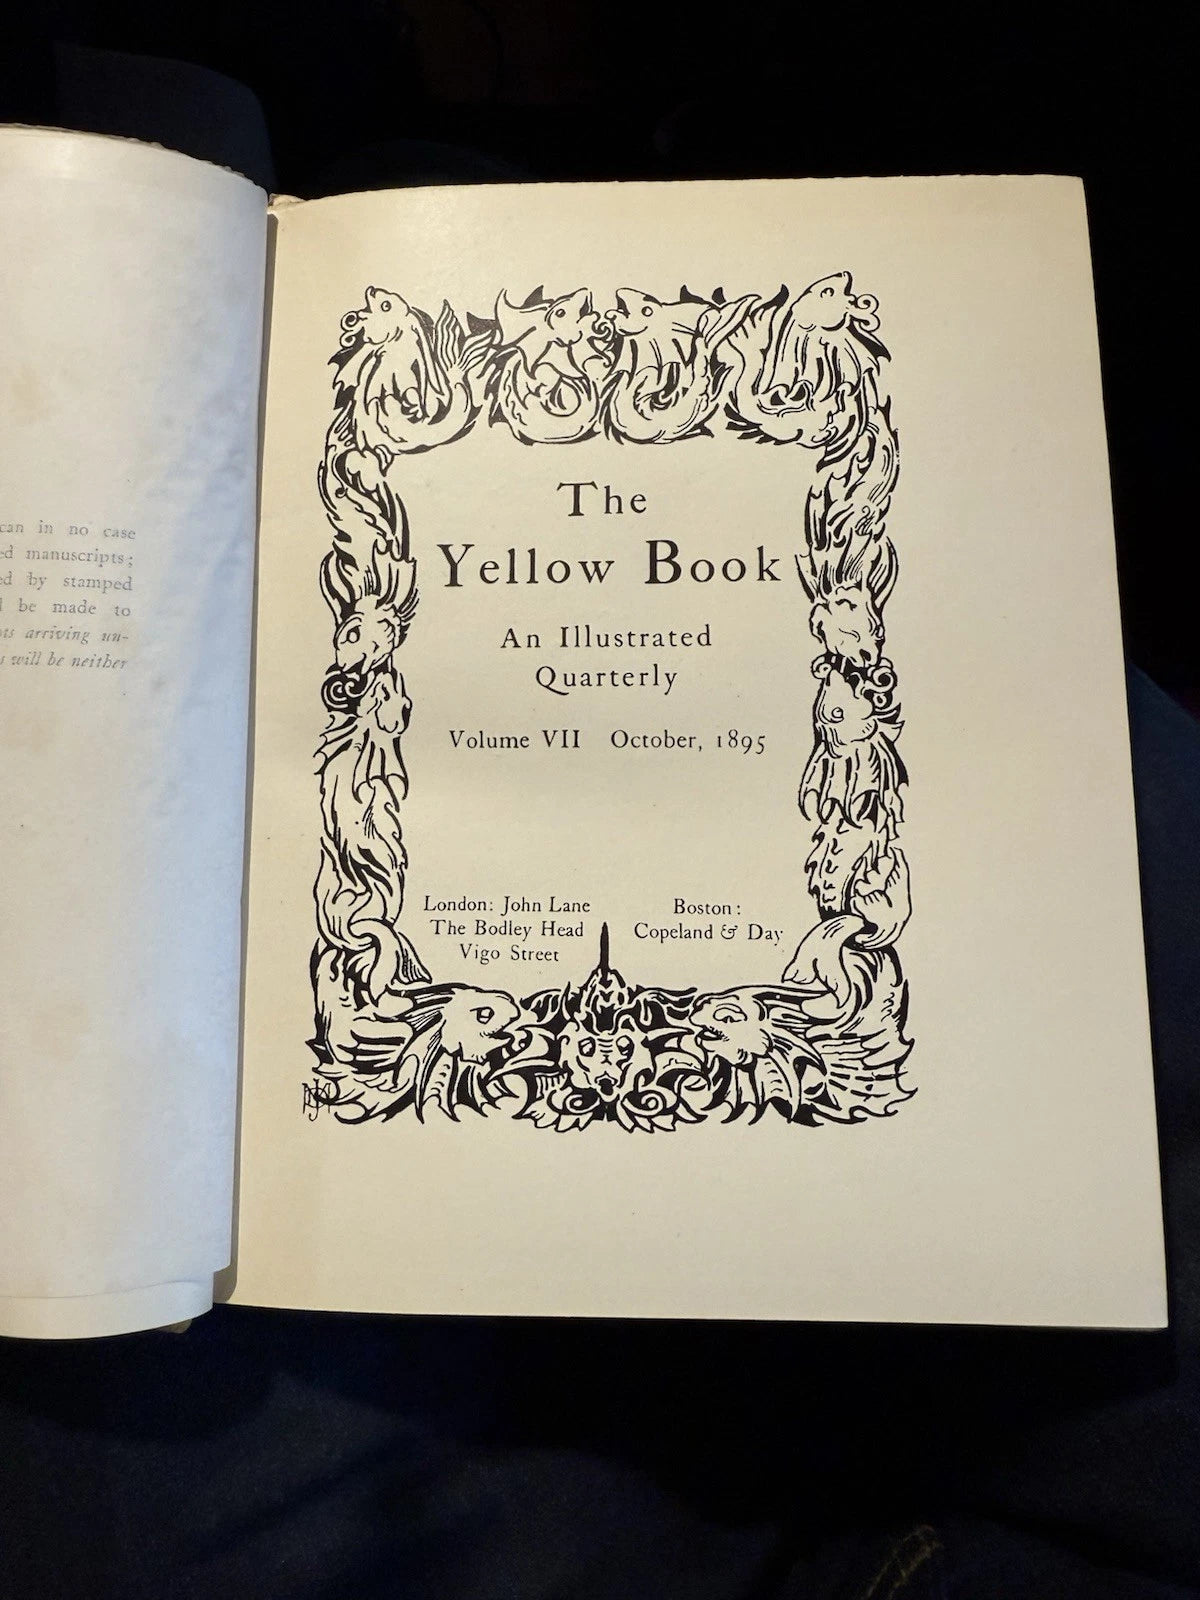 can in no case
ed manuscripts;
ed by stamped
l be made to
ots arriving un-
s will be neither
The
Yellow Book
An Illustrated
Quarterly
Volume VII October, 1895
London: John Lane
The Bodley Head
Vigo Street
Boston:
Copeland & Day